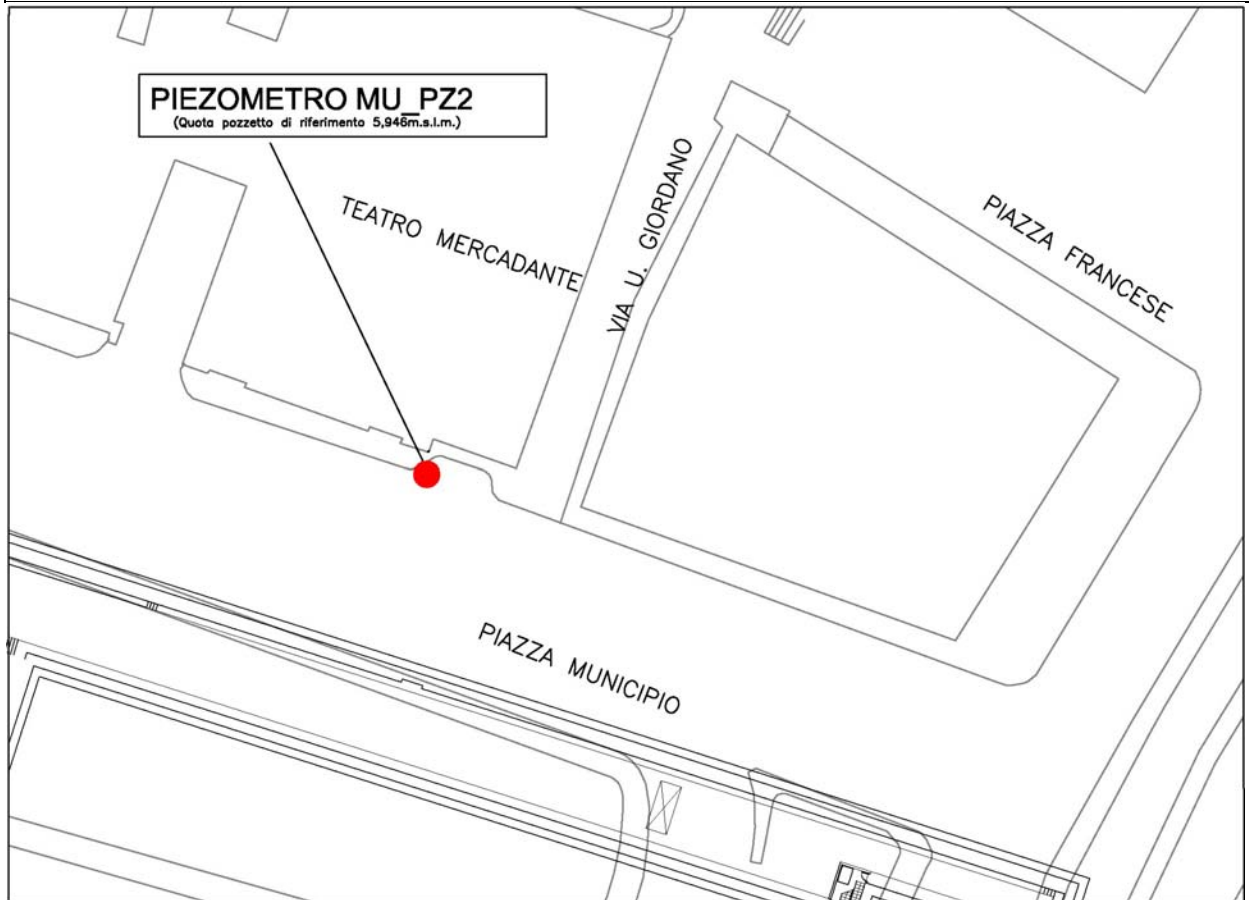 PIEZOMETRO MU_PZ2
(Quota pozzetto di riferimento 5,946m.s.l.m.)
TEATRO MERCADANTE
VIA U. GIORDANO
PIAZZA FRANCESE
PIAZZA MUNICIPIO